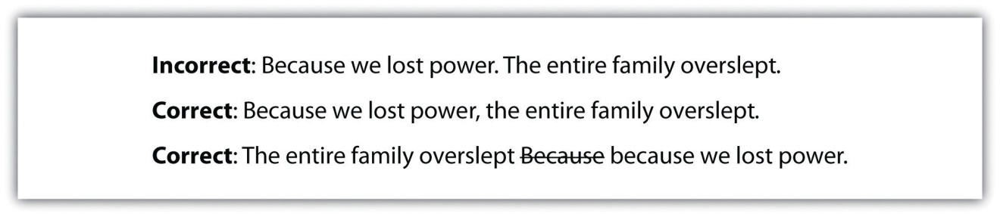 Incorrect: Because we lost power. The entire family overslept.
Correct: Because we lost power, the entire family overslept.
Correct: The entire family overslept Because because we lost power.